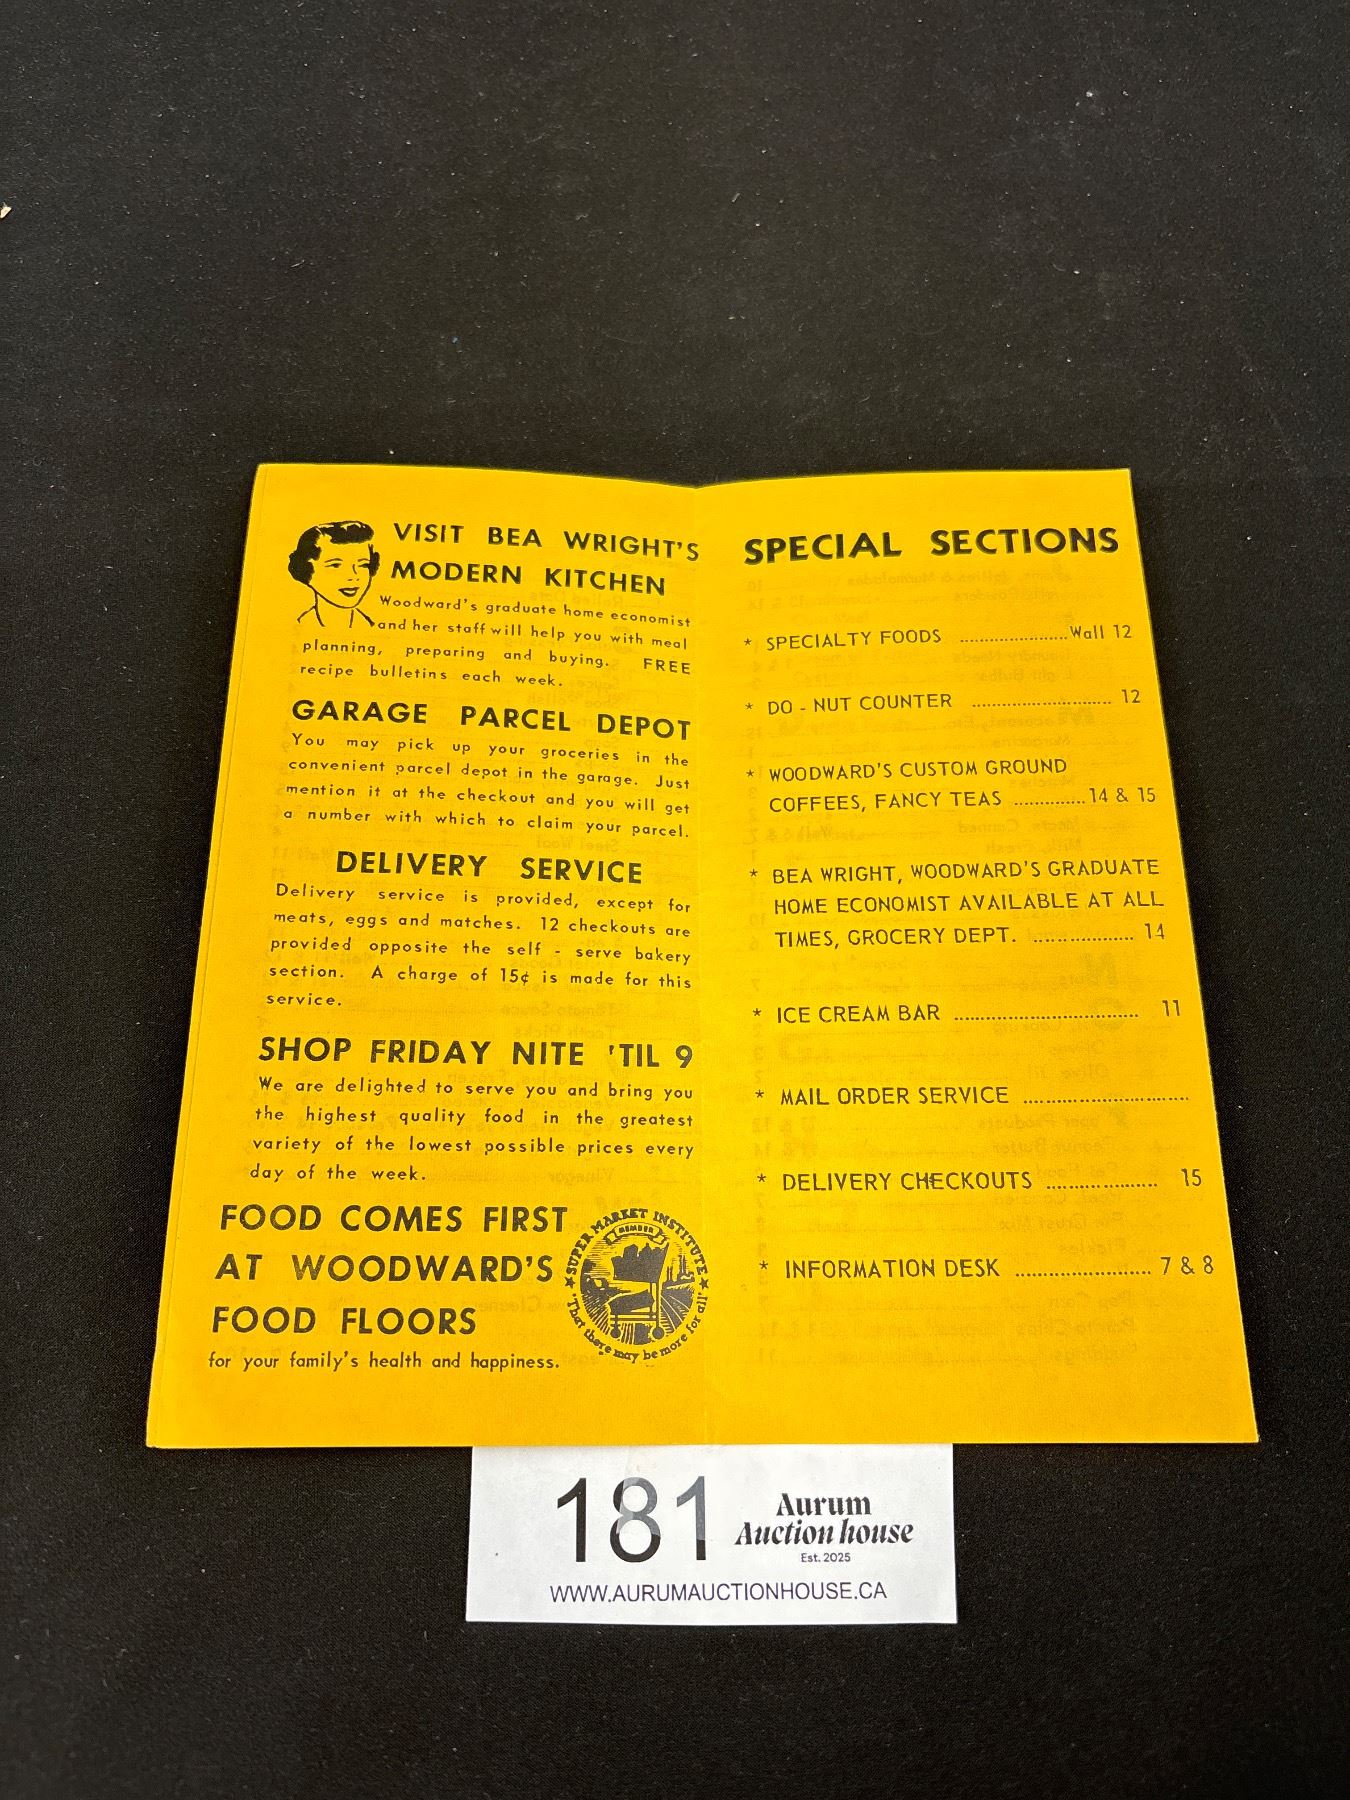 VISIT BEA WRIGHT'S
MODERN KITCHEN
Woodward's graduate home economist
and her staff will help you with meal
planning, preparing and buying. FREE
recipe bulletins each week.
GARAGE PARCEL DEPOT
You may pick up your groceries in the
convenient parcel depot in the garage. Just
mention it at the checkout and you will get
a number with which to claim your parcel.
DELIVERY SERVICE
Delivery service is provided, except for
meats, eggs and matches. 12 checkouts are
provided opposite the self - serve bakery
section. A charge of 15¢ is made for this
service.
SHOP FRIDAY NITE 'TIL 9
We are delighted to serve you and bring you
the highest quality food in the greatest
variety of the lowest possible prices every
day of the week.
FOOD COMES FIRST
AT WOODWARD'S
FOOD FLOORS
for your family's health and happiness.
★ SUPER MARKET INSTITUTE ★
MEMBER
"That there may be more for all"
SPECIAL SECTIONS
* SPECIALTY FOODS ......................Wall 12
* DO - NUT COUNTER ............................ 12
* WOODWARD'S CUSTOM GROUND
COFFEES, FANCY TEAS ..............14 & 15
* BEA WRIGHT, WOODWARD'S GRADUATE
HOME ECONOMIST AVAILABLE AT ALL
TIMES, GROCERY DEPT. .................... 14
* ICE CREAM BAR .................................... 11
* MAIL ORDER SERVICE .................................
* DELIVERY CHECKOUTS ...................... 15
* INFORMATION DESK ........................... 7 & 8
181
Aurum
Auction house
Est. 2025
WWW.AURUMAUCTIONHOUSE.CA